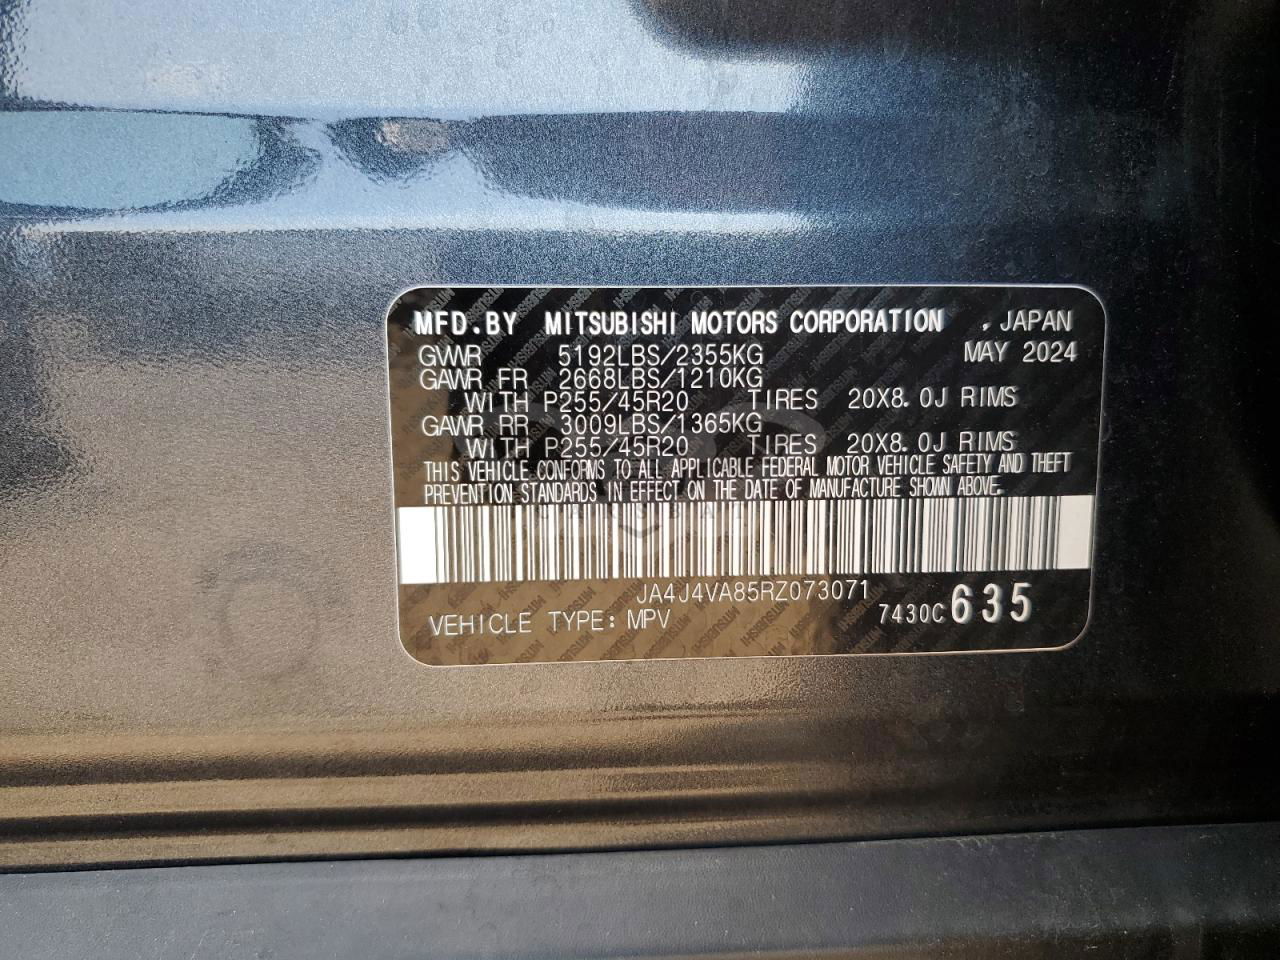 MFD.BY MITSUBISHI MOTORS CORPORATION , JAPAN
GVWR 5192LBS/2355KG MAY 2024
GAWR FR 2668LBS/1210KG
WITH P255/45R20 TIRES 20X8.0J RIMS
GAWR RR 3009LBS/1365KG
WITH P255/45R20 TIRES 20X8.0J RIMS
THIS VEHICLE CONFORMS TO ALL APPLICABLE FEDERAL MOTOR VEHICLE SAFETY AND THEFT
PREVENTION STANDARDS IN EFFECT ON THE DATE OF MANUFACTURE SHOWN ABOVE.
JA4J4VA85RZ073071
VEHICLE TYPE: MPV 7430C 635